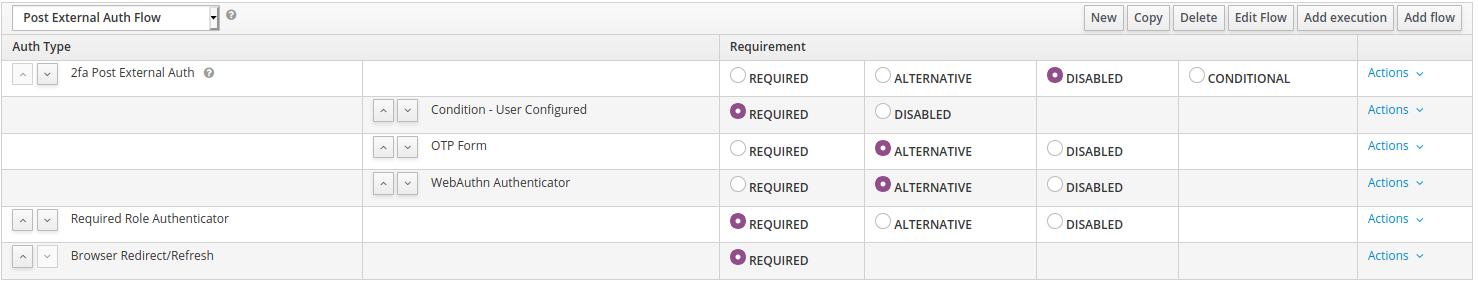 Post External Auth Flow
New Copy Delete Edit Flow Add execution Add flow
Auth Type Requirement
2fa Post External Auth REQUIRED ALTERNATIVE DISABLED CONDITIONAL Actions
Condition - User Configured REQUIRED DISABLED Actions
OTP Form REQUIRED ALTERNATIVE DISABLED Actions
WebAuthn Authenticator REQUIRED ALTERNATIVE DISABLED Actions
Required Role Authenticator REQUIRED ALTERNATIVE DISABLED Actions
Browser Redirect/Refresh REQUIRED Actions